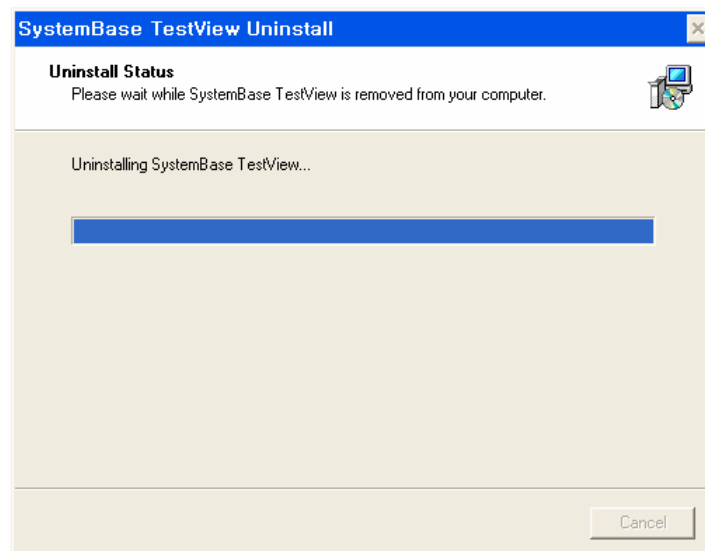 SystemBase TestView Uninstall
Uninstall Status
Please wait while SystemBase TestView is removed from your computer.
Uninstalling SystemBase TestView...
Cancel